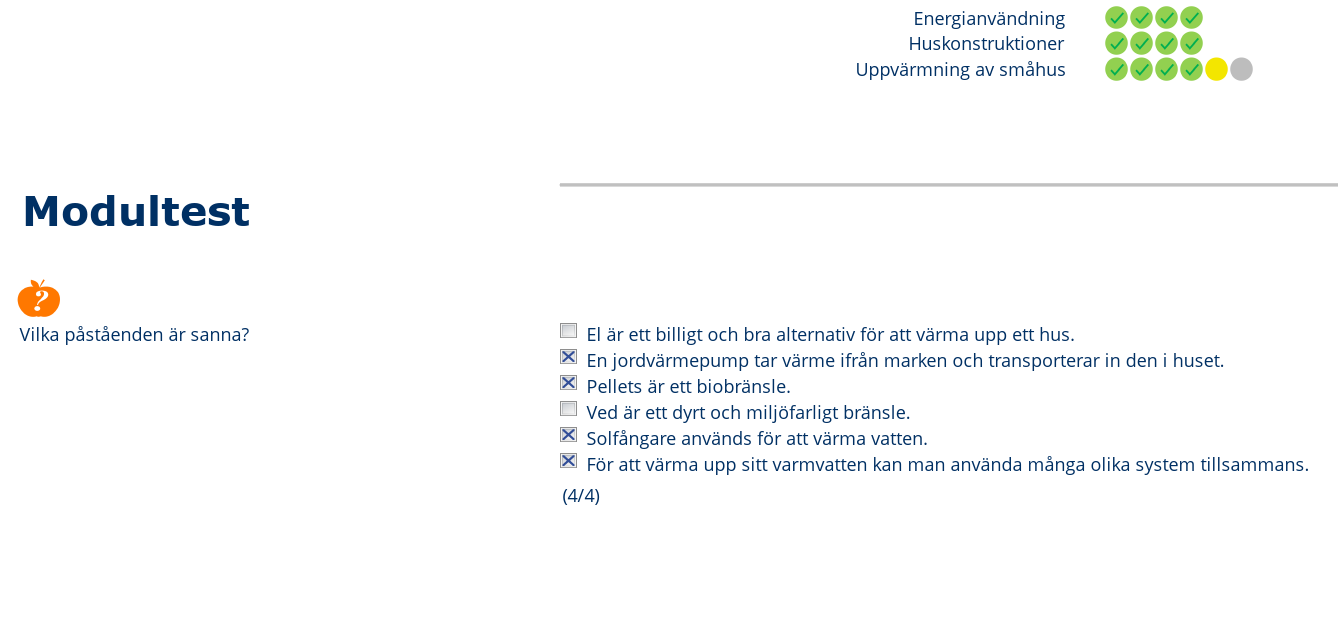 Energianvändning
Huskonstruktioner
Uppvärmning av småhus
Modultest
?
Vilka påståenden är sanna?
El är ett billigt och bra alternativ för att värma upp ett hus.
En jordvärmepump tar värme ifrån marken och transporterar in den i huset.
Pellets är ett biobränsle.
Ved är ett dyrt och miljöfarligt bränsle.
Solfångare används för att värma vatten.
För att värma upp sitt varmvatten kan man använda många olika system tillsammans.
(4/4)